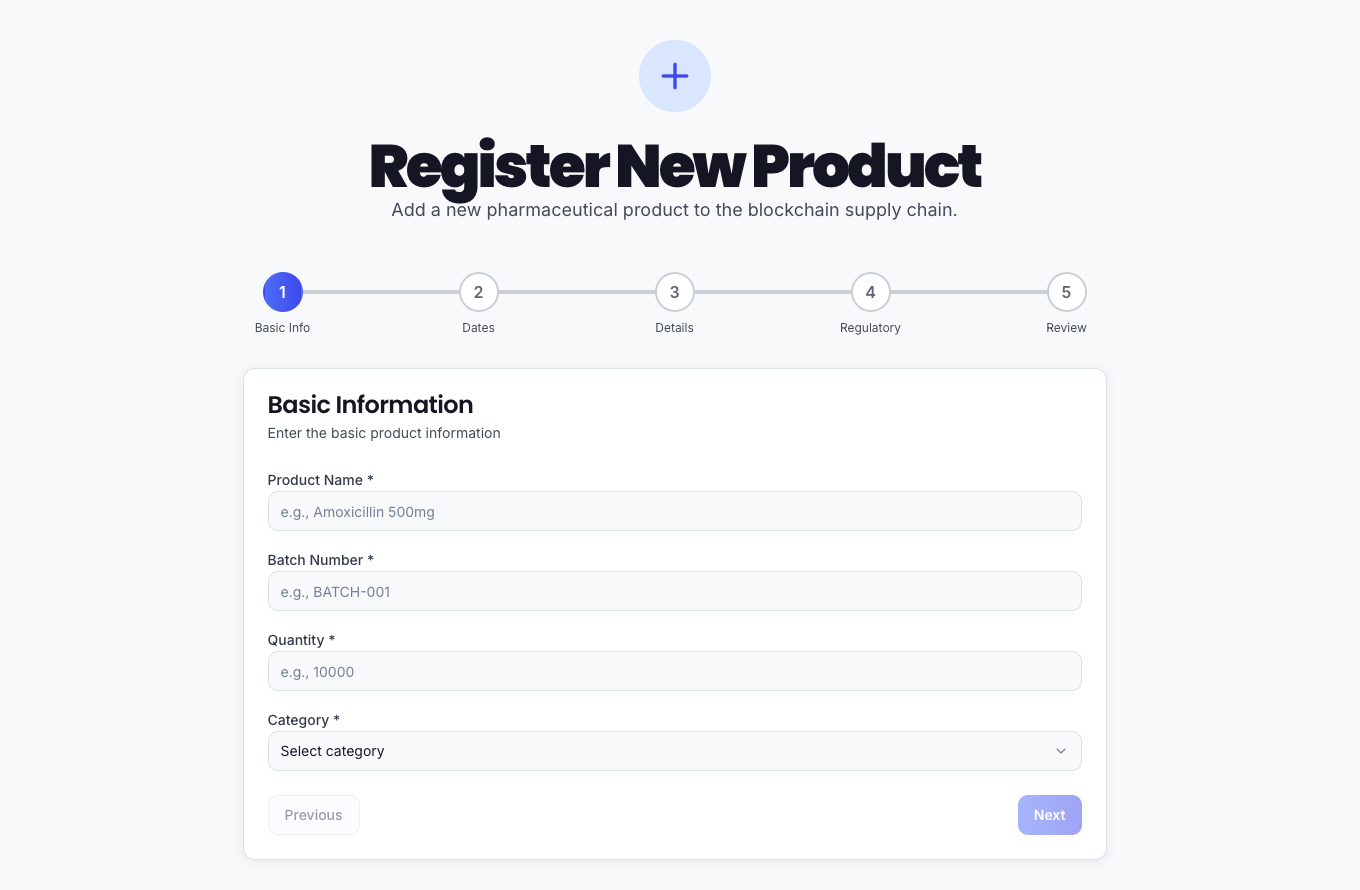 Register New Product
Add a new pharmaceutical product to the blockchain supply chain.
1 2 3 4 5
Basic Info Dates Details Regulatory Review
Basic Information
Enter the basic product information
Product Name *
e.g., Amoxicillin 500mg
Batch Number *
e.g., BATCH-001
Quantity *
e.g., 10000
Category *
Select category
Previous Next